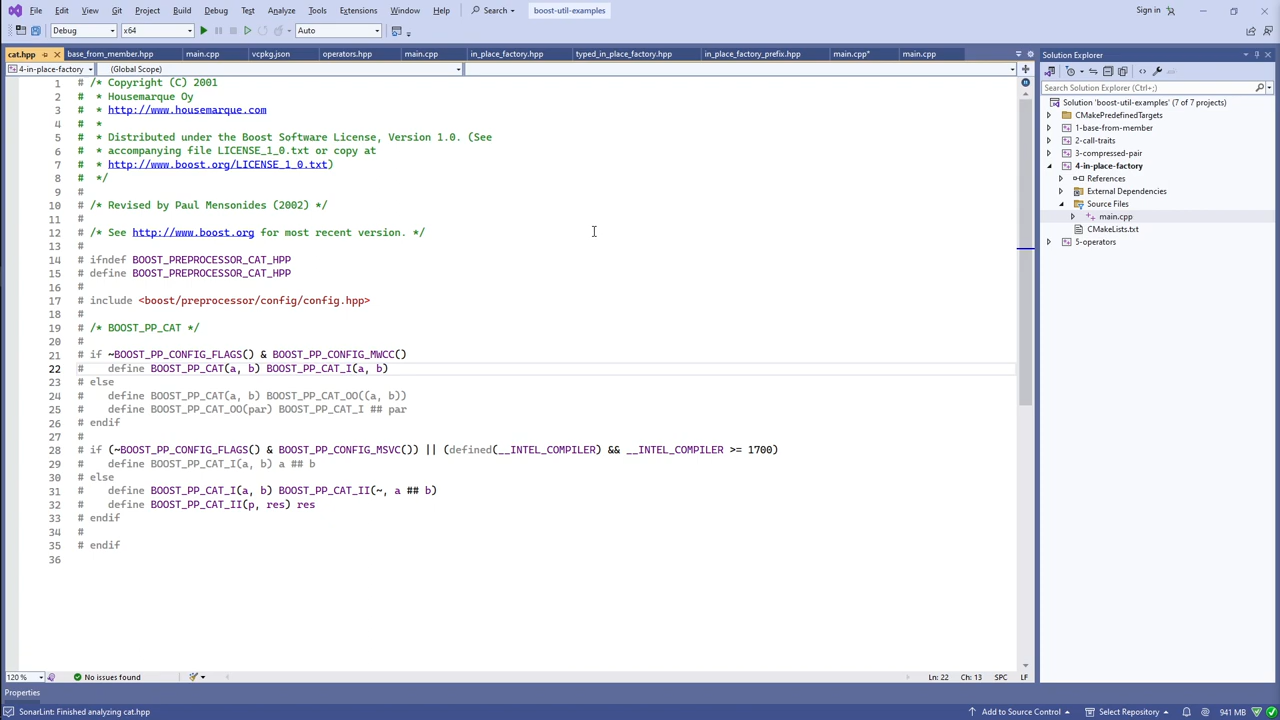 File Edit View Git Project Build Debug Test Analyze Tools Extensions Window Help Search boost-util-examples Sign in
Debug x64 Auto
cat.hpp base_from_member.hpp main.cpp vcpkg.json operators.hpp main.cpp in_place_factory.hpp typed_in_place_factory.hpp in_place_factory_prefix.hpp main.cpp* main.cpp
4-in-place-factory (Global Scope)
1 # /* Copyright (C) 2001
2 # * Housemarque Oy
3 # * http://www.housemarque.com
4 # *
5 # * Distributed under the Boost Software License, Version 1.0. (See
6 # * accompanying file LICENSE_1_0.txt or copy at
7 # * http://www.boost.org/LICENSE_1_0.txt)
8 # */
9 #
10 # /* Revised by Paul Mensonides (2002) */
11 #
12 # /* See http://www.boost.org for most recent version. */
13 #
14 # ifndef BOOST_PREPROCESSOR_CAT_HPP
15 # define BOOST_PREPROCESSOR_CAT_HPP
16 #
17 # include <boost/preprocessor/config/config.hpp>
18 #
19 # /* BOOST_PP_CAT */
20 #
21 # if ~BOOST_PP_CONFIG_FLAGS() & BOOST_PP_CONFIG_MWCC()
22 # define BOOST_PP_CAT(a, b) BOOST_PP_CAT_I(a, b)
23 # else
24 # define BOOST_PP_CAT(a, b) BOOST_PP_CAT_OO((a, b))
25 # define BOOST_PP_CAT_OO(par) BOOST_PP_CAT_I ## par
26 # endif
27 #
28 # if (~BOOST_PP_CONFIG_FLAGS() & BOOST_PP_CONFIG_MSVC()) || (defined(__INTEL_COMPILER) && __INTEL_COMPILER >= 1700)
29 # define BOOST_PP_CAT_I(a, b) a ## b
30 # else
31 # define BOOST_PP_CAT_I(a, b) BOOST_PP_CAT_II(~, a ## b)
32 # define BOOST_PP_CAT_II(p, res) res
33 # endif
34 #
35 # endif
36
Solution Explorer
Search Solution Explorer (Ctrl+;)
Solution 'boost-util-examples' (7 of 7 projects)
CMakePredefinedTargets
1-base-from-member
2-call-traits
3-compressed-pair
4-in-place-factory
References
External Dependencies
Source Files
main.cpp
CMakeLists.txt
5-operators
120 % No issues found Ln: 22 Ch: 13 SPC LF
Properties
SonarLint: Finished analyzing cat.hpp Add to Source Control Select Repository 941 MB